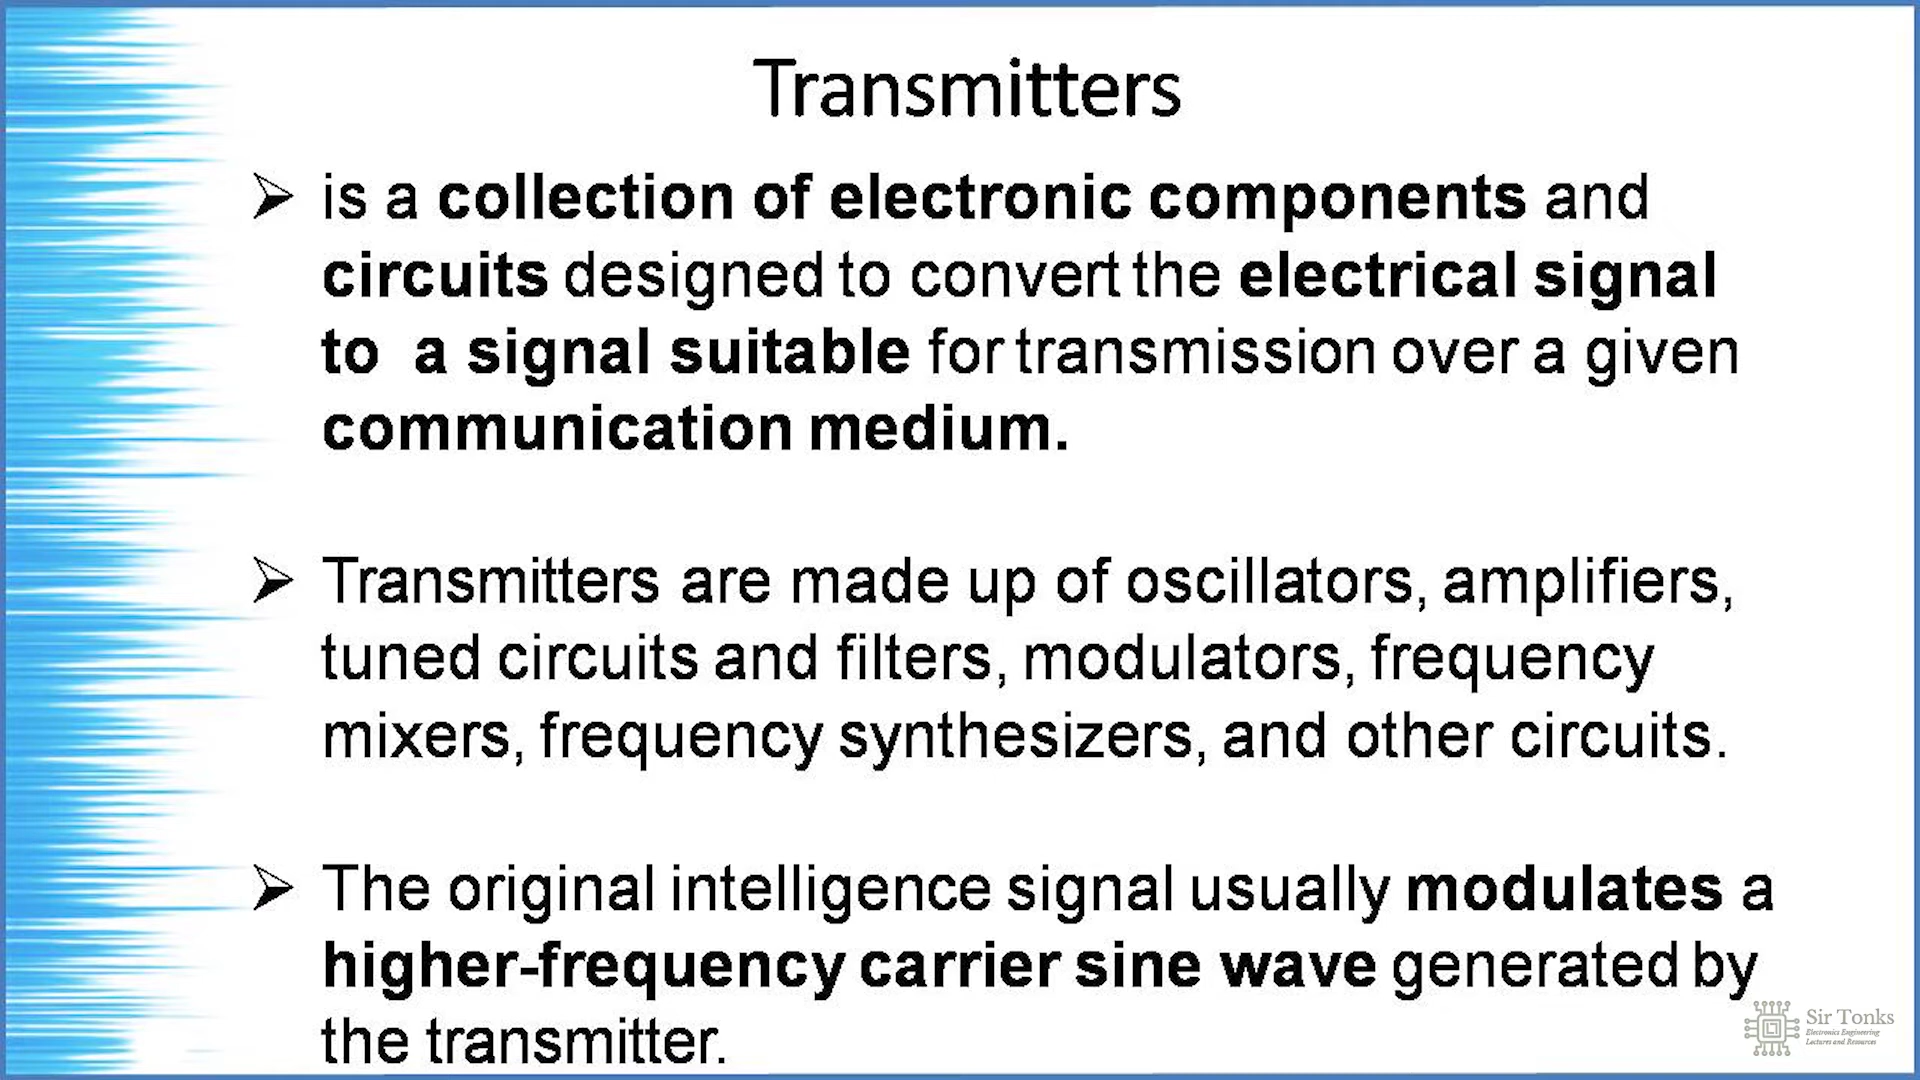 Transmitters
➢ is a collection of electronic components and
circuits designed to convert the electrical signal
to a signal suitable for transmission over a given
communication medium.
➢ Transmitters are made up of oscillators, amplifiers,
tuned circuits and filters, modulators, frequency
mixers, frequency synthesizers, and other circuits.
➢ The original intelligence signal usually modulates a
higher-frequency carrier sine wave generated by
the transmitter.
Sir Tonks
Electronics Engineering
Lectures and Resources